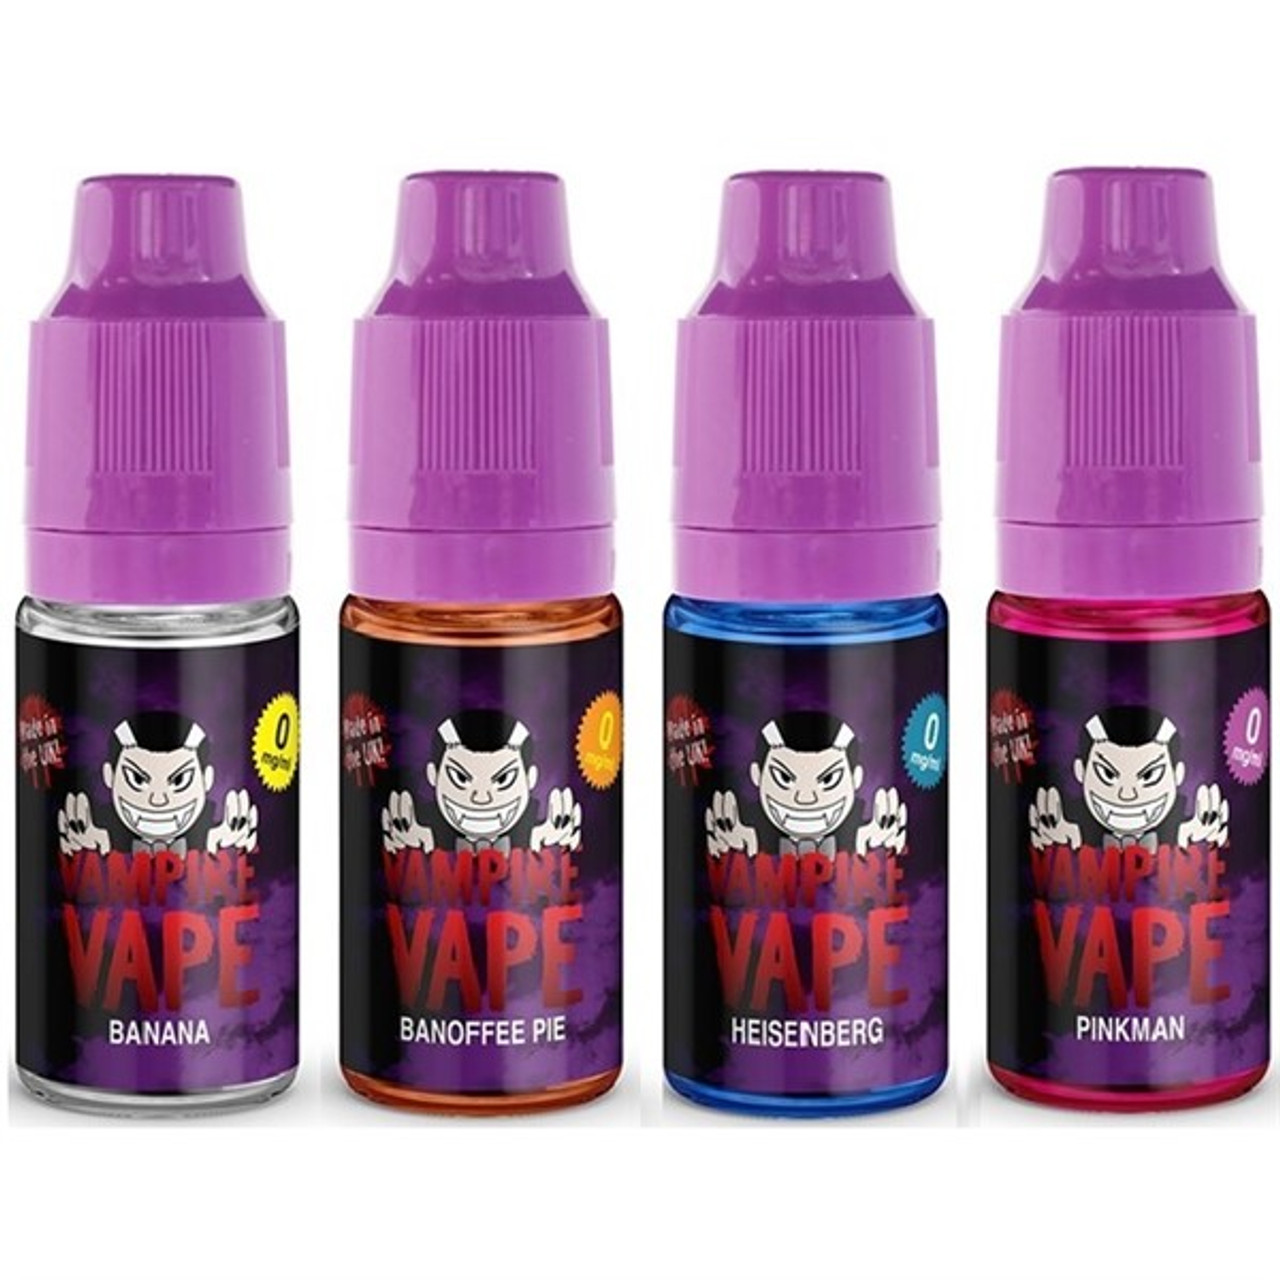 Made in
the UK!
0
mg/ml
VAMPIRE
VAPE
BANANA
Made in
the UK!
0
mg/ml
VAMPIRE
VAPE
BANOFFEE PIE
Made in
the UK!
0
mg/ml
VAMPIRE
VAPE
HEISENBERG
Made in
the UK!
0
mg/ml
VAMPIRE
VAPE
PINKMAN